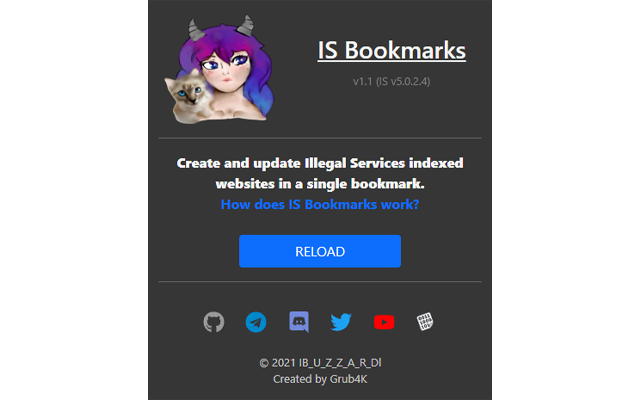 IS Bookmarks
v1.1 (IS v5.0.2.4)
Create and update Illegal Services indexed
websites in a single bookmark.
How does IS Bookmarks work?
RELOAD
© 2021 IB_U_Z_Z_A_R_Dl
Created by Grub4K